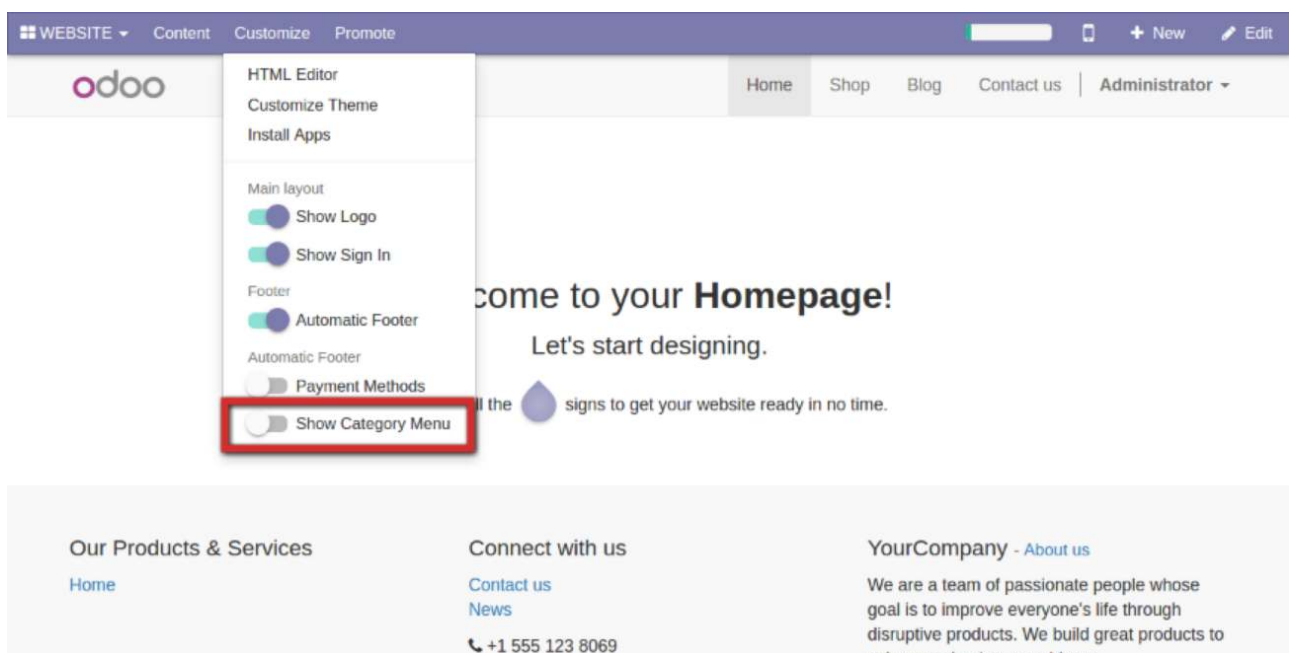 WEBSITE Content Customize Promote New Edit
odoo Home Shop Blog Contact us Administrator
HTML Editor
Customize Theme
Install Apps
Main layout
Show Logo
Show Sign In
Footer
Automatic Footer
Automatic Footer
Payment Methods
Show Category Menu
come to your Homepage!
Let's start designing.
the signs to get your website ready in no time.
Our Products & Services
Home
Connect with us
Contact us
News
+1 555 123 8069
YourCompany - About us
We are a team of passionate people whose
goal is to improve everyone's life through
disruptive products. We build great products to